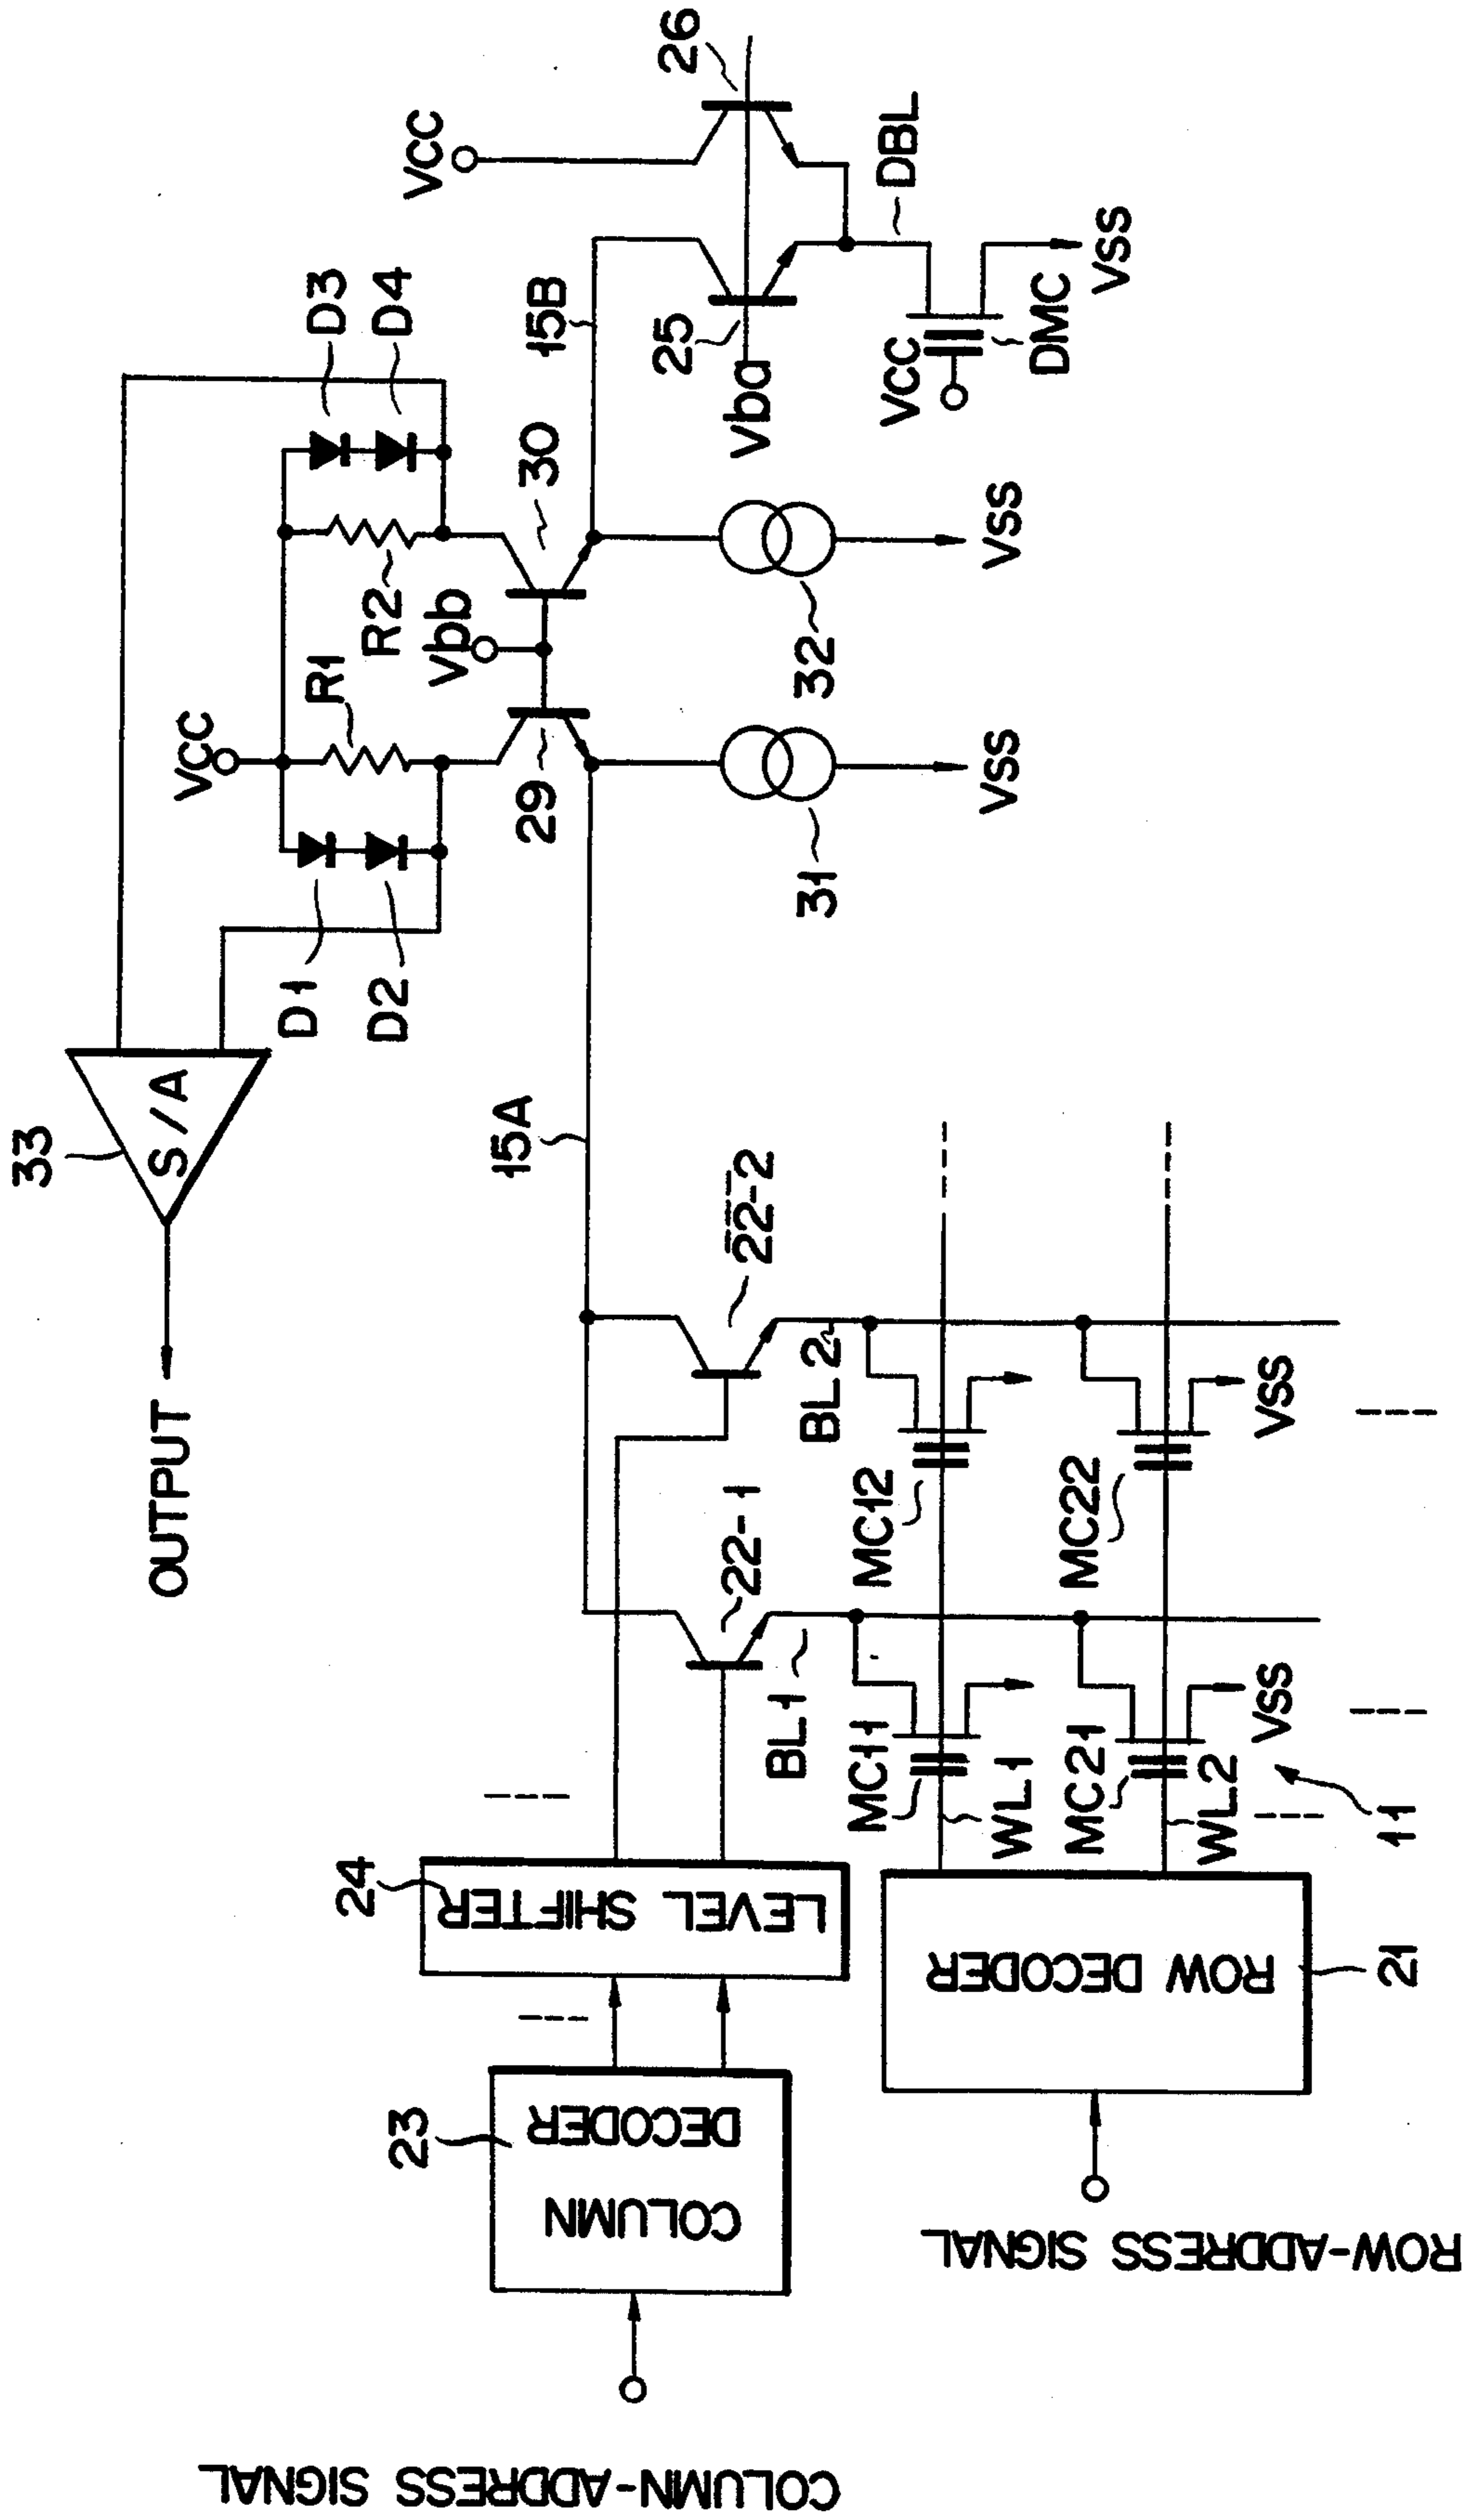 33
S/A
OUTPUT
VCC
R1
R2
D1
D2
D3
D4
VCC
26
Vbb
29
30
15A
15B
25
Vba
DBL
VCC
DMC
VSS
31
32
VSS
VSS
COLUMN-ADDRESS SIGNAL
23
COLUMN
DECODER
24
LEVEL SHIFTER
22-1
22-2
BL1
BL2
MC11
MC12
WL1
MC21
MC22
WL2
VSS
VSS
11
ROW DECODER
21
ROW-ADDRESS SIGNAL